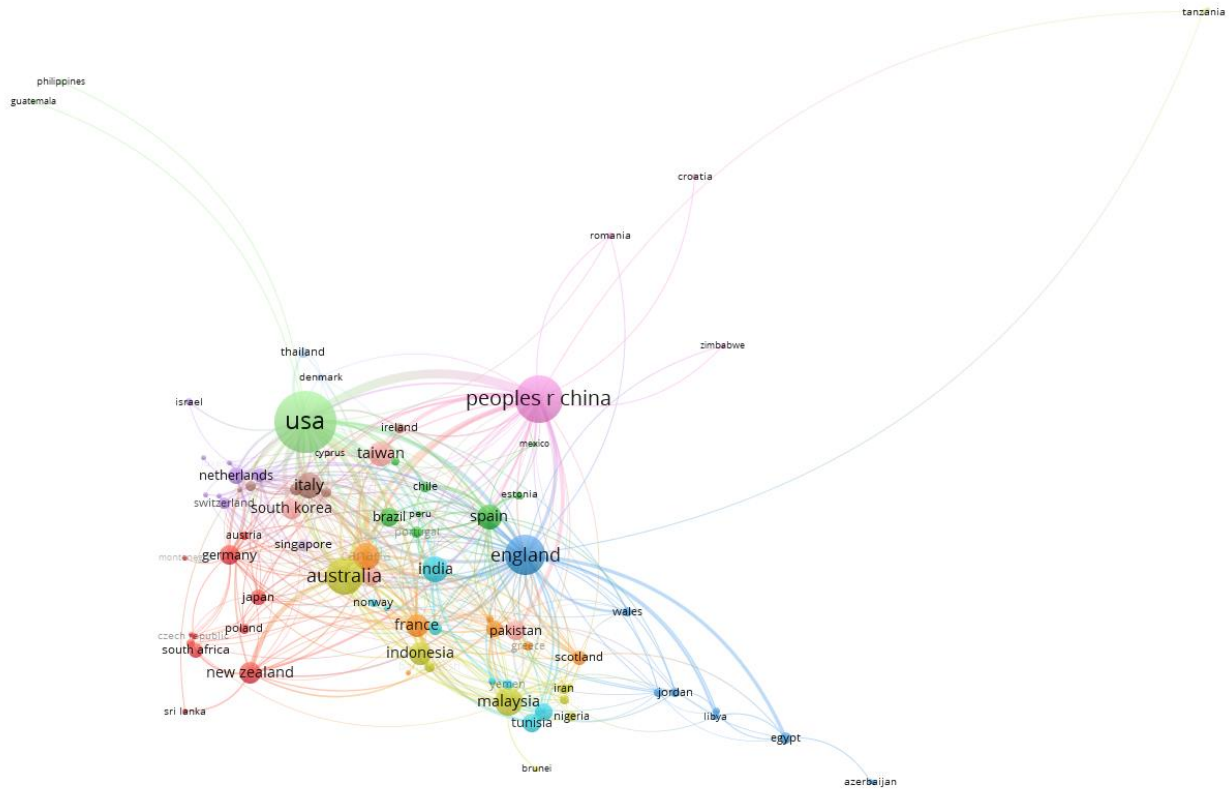 tanzania
philippines
guatemala
croatia
romania
zimbabwe
thailand
denmark
israel
peoples r china
usa
ireland
mexico
cyprus
taiwan
netherlands
italy
chile
estonia
switzerland
south korea
brazil
peru
spain
portugal
austria
singapore
germany
england
india
australia
japan
norway
wales
poland
france
pakistan
czech republic
greece
south africa
indonesia
scotland
new zealand
yemen
iran
jordan
malaysia
sri lanka
tunisia
nigeria
libya
egypt
brunei
azerbaijan